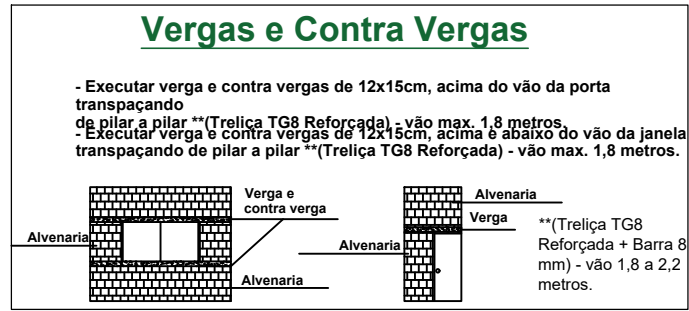 Vergas e Contra Vergas
- Executar verga e contra vergas de 12x15cm, acima do vão da porta
transpaçando
de pilar a pilar **(Treliça TG8 Reforçada) - vão max. 1,8 metros.
- Executar verga e contra vergas de 12x15cm, acima e abaixo do vão da janela
transpaçando de pilar a pilar **(Treliça TG8 Reforçada) - vão max. 1,8 metros.
Verga e
contra verga
Alvenaria
Alvenaria
Alvenaria
Verga
Alvenaria
**(Treliça TG8
Reforçada + Barra 8
mm) - vão 1,8 a 2,2
metros.